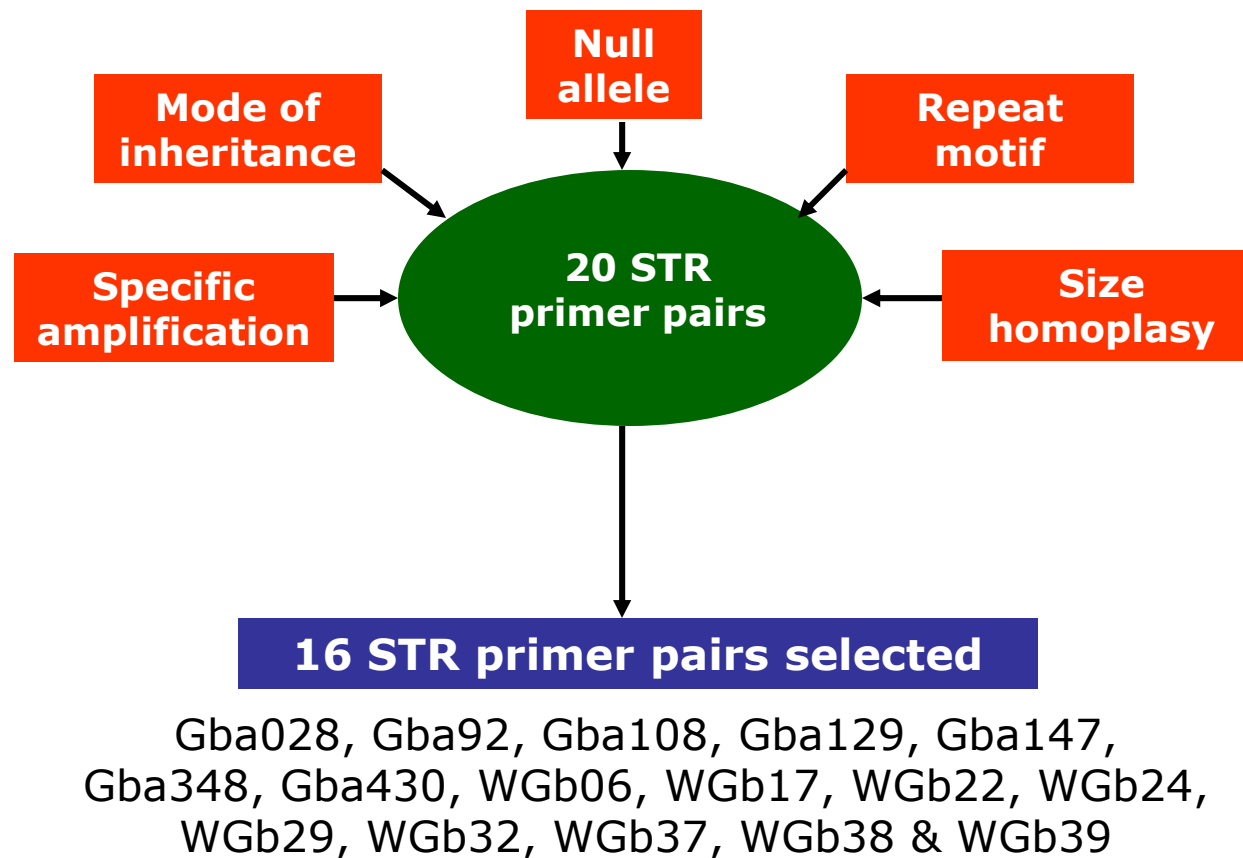 Null
allele
Mode of
inheritance
Repeat
motif
Specific
amplification
20 STR
primer pairs
Size
homoplasy
16 STR primer pairs selected
Gba028, Gba92, Gba108, Gba129, Gba147,
Gba348, Gba430, WGb06, WGb17, WGb22, WGb24,
WGb29, WGb32, WGb37, WGb38 & WGb39